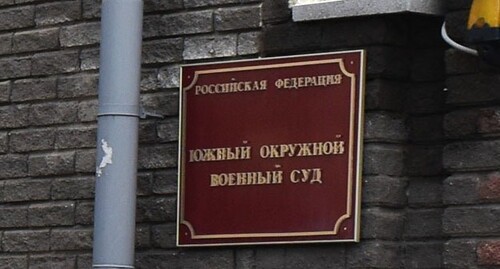 РОССИЙСКАЯ ФЕДЕРАЦИЯ
ЮЖНЫЙ ОКРУЖНОЙ
ВОЕННЫЙ СУД